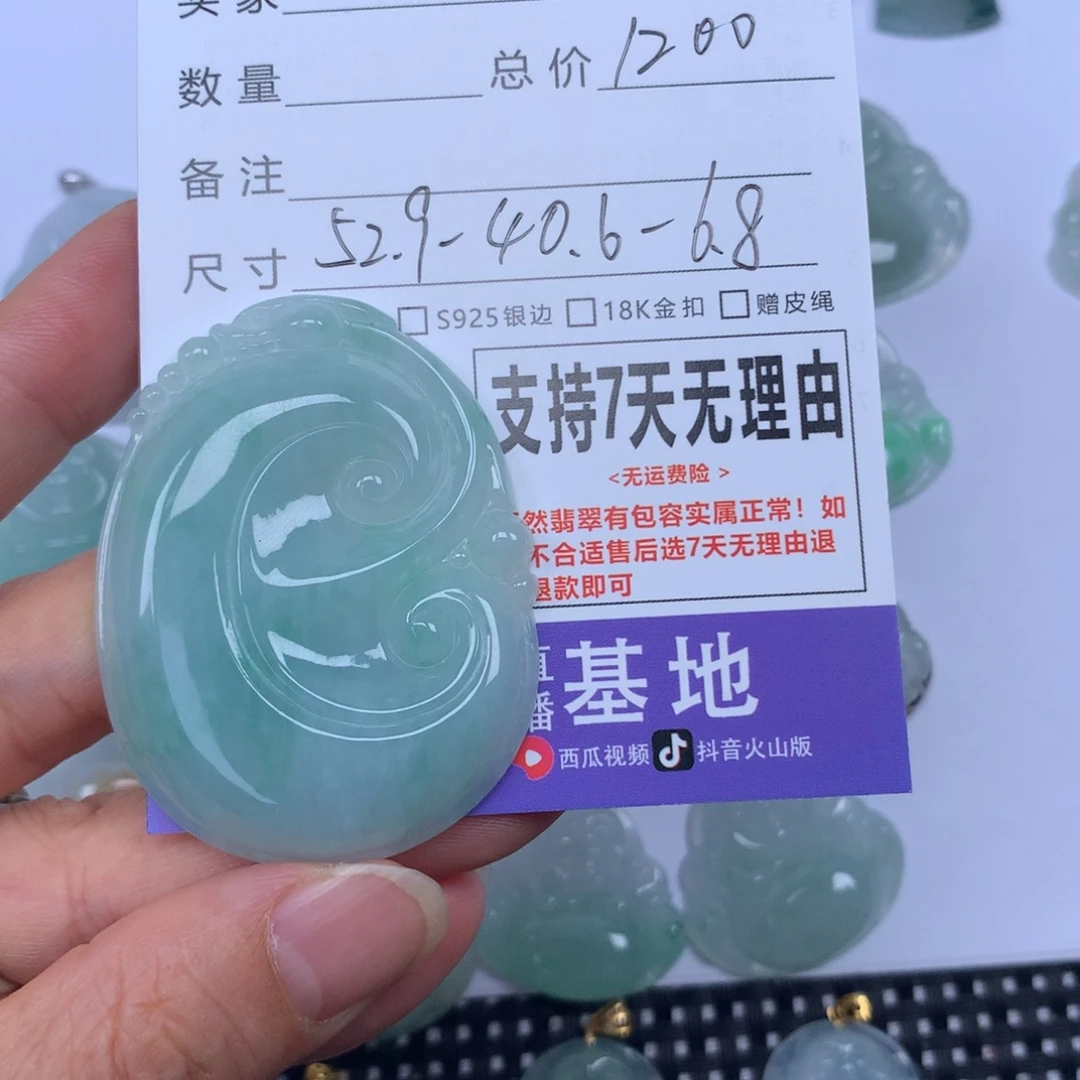 卖家
数量 总价 1200
备注
尺寸 52.9-40.6-6.8
S925银边 18K金扣 赠皮绳
支持7天无理由
<无运费险>
然翡翠有包容实属正常！如
不合适售后选7天无理由退
退款即可
直播基地
西瓜视频 抖音火山版